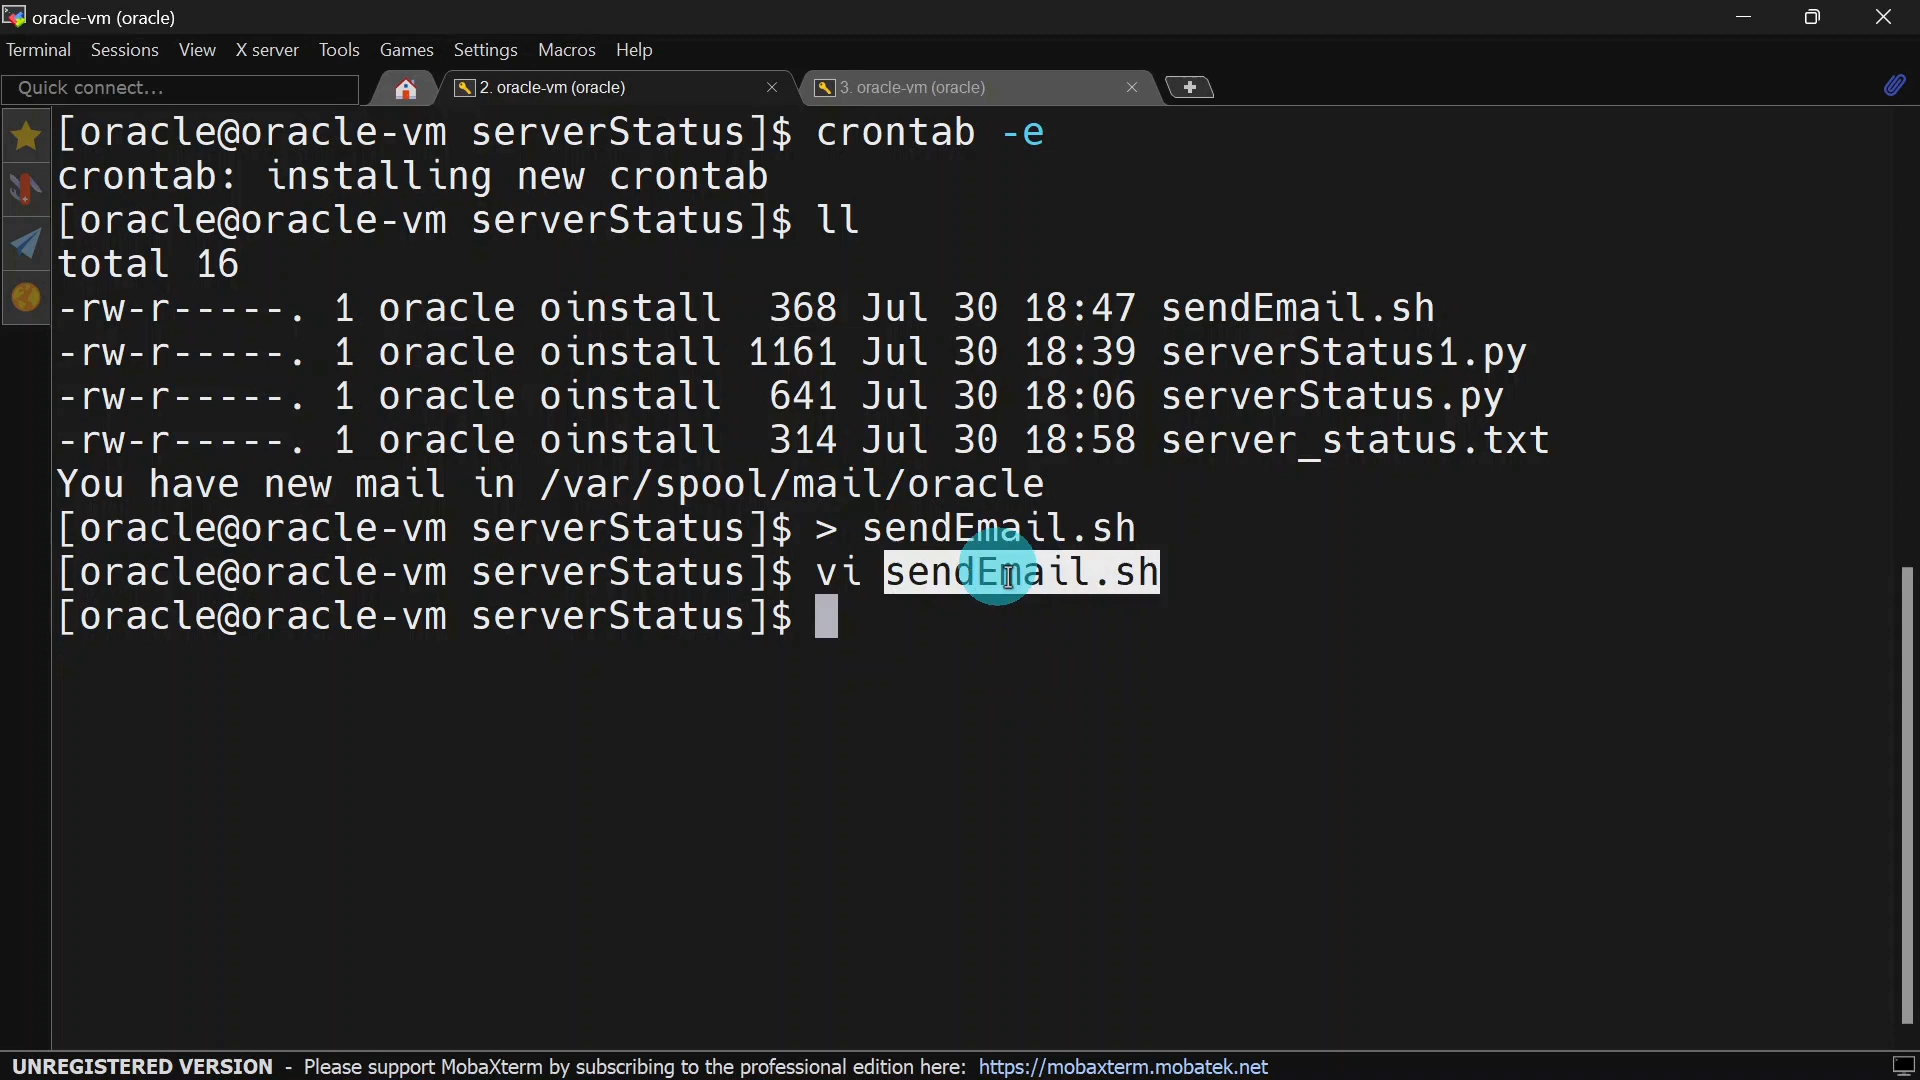 oracle-vm (oracle)
Terminal Sessions View X server Tools Games Settings Macros Help
Quick connect...
2. oracle-vm (oracle)
3. oracle-vm (oracle)
[oracle@oracle-vm serverStatus]$ crontab -e
crontab: installing new crontab
[oracle@oracle-vm serverStatus]$ ll
total 16
-rw-r-----. 1 oracle oinstall  368 Jul 30 18:47 sendEmail.sh
-rw-r-----. 1 oracle oinstall 1161 Jul 30 18:39 serverStatus1.py
-rw-r-----. 1 oracle oinstall  641 Jul 30 18:06 serverStatus.py
-rw-r-----. 1 oracle oinstall  314 Jul 30 18:58 server_status.txt
You have new mail in /var/spool/mail/oracle
[oracle@oracle-vm serverStatus]$ > sendEmail.sh
[oracle@oracle-vm serverStatus]$ vi sendEmail.sh
[oracle@oracle-vm serverStatus]$
UNREGISTERED VERSION - Please support MobaXterm by subscribing to the professional edition here: https://mobaxterm.mobatek.net